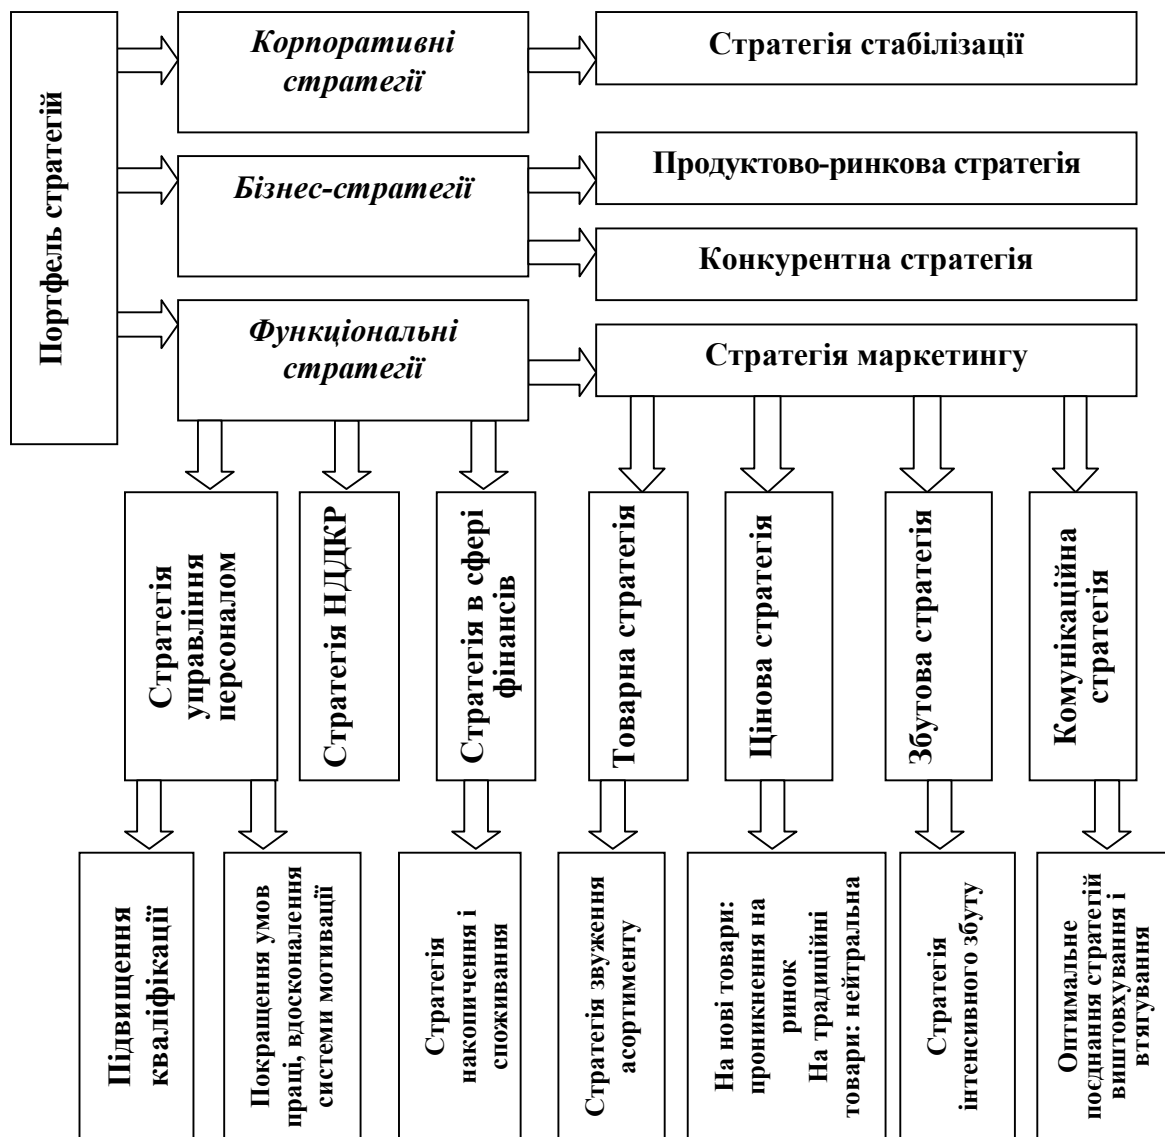 Портфель стратегій
Корпоративні
стратегії
Стратегія стабілізації
Бізнес-стратегії
Продуктово-ринкова стратегія
Конкурентна стратегія
Функціональні
стратегії
Стратегія маркетингу
Стратегія
управління
персоналом
Стратегія НДДКР
Стратегія в сфері
фінансів
Товарна стратегія
Цінова стратегія
Збутова стратегія
Комунікаційна
стратегія
Підвищення
кваліфікації
Покращення умов
праці, вдосконалення
системи мотивації
Стратегія
накопичення і
споживання
Стратегія звуження
асортименту
На нові товари:
проникнення на
ринок
На традиційні
товари: нейтральна
Стратегія
інтенсивного збуту
Оптимальне
поєднання стратегій
виштовхування і
втягування